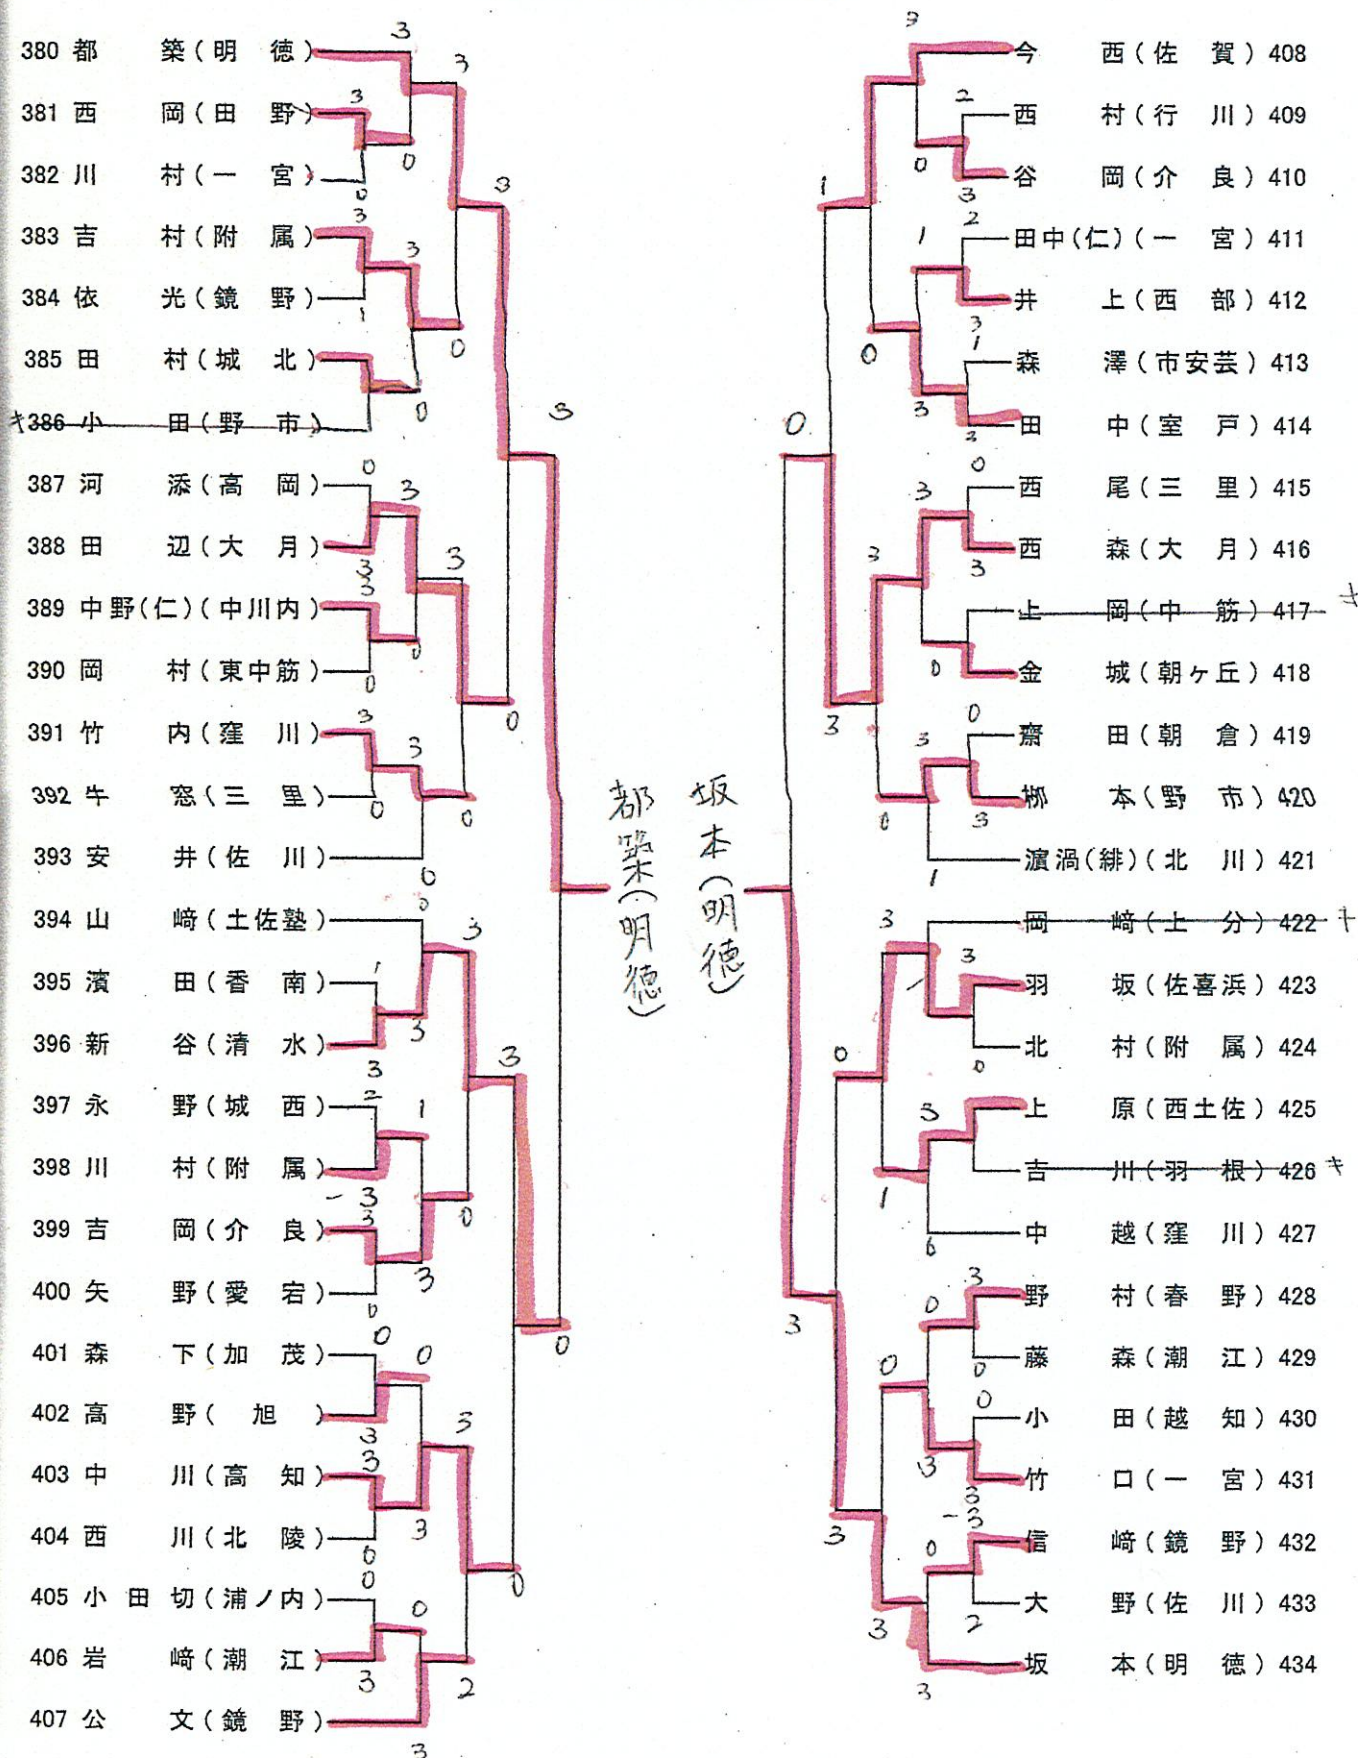 380 都 築(明 徳)
381 西 岡(田 野)
382 川 村(一 宮)
383 吉 村(附 属)
384 依 光(鏡 野)
385 田 村(城 北)
キ 386 小 田(野 市)
387 河 添(高 岡)
388 田 辺(大 月)
389 中野(仁)(中川内)
390 岡 村(東中筋)
391 竹 内(窪 川)
392 牛 窓(三 里)
393 安 井(佐 川)
394 山 﨑(土佐塾)
395 濱 田(香 南)
396 新 谷(清 水)
397 永 野(城 西)
398 川 村(附 属)
399 吉 岡(介 良)
400 矢 野(愛 宕)
401 森 下(加 茂)
402 高 野( 旭 )
403 中 川(高 知)
404 西 川(北 陵)
405 小 田 切(浦ノ内)
406 岩 﨑(潮 江)
407 公 文(鏡 野)
都築(明徳)
坂本(明徳)
今 西(佐 賀) 408
西 村(行 川) 409
谷 岡(介 良) 410
田中(仁)(一 宮) 411
井 上(西 部) 412
森 澤(市安芸) 413
田 中(室 戸) 414
西 尾(三 里) 415
西 森(大 月) 416
上 岡(中 筋) 417 キ
金 城(朝ヶ丘) 418
齋 田(朝 倉) 419
栁 本(野 市) 420
濵渦(緋)(北 川) 421
岡 﨑(上 分) 422 キ
羽 坂(佐喜浜) 423
北 村(附 属) 424
上 原(西土佐) 425
吉 川(羽 根) 426 キ
中 越(窪 川) 427
野 村(春 野) 428
藤 森(潮 江) 429
小 田(越 知) 430
竹 口(一 宮) 431
信 﨑(鏡 野) 432
大 野(佐 川) 433
坂 本(明 徳) 434